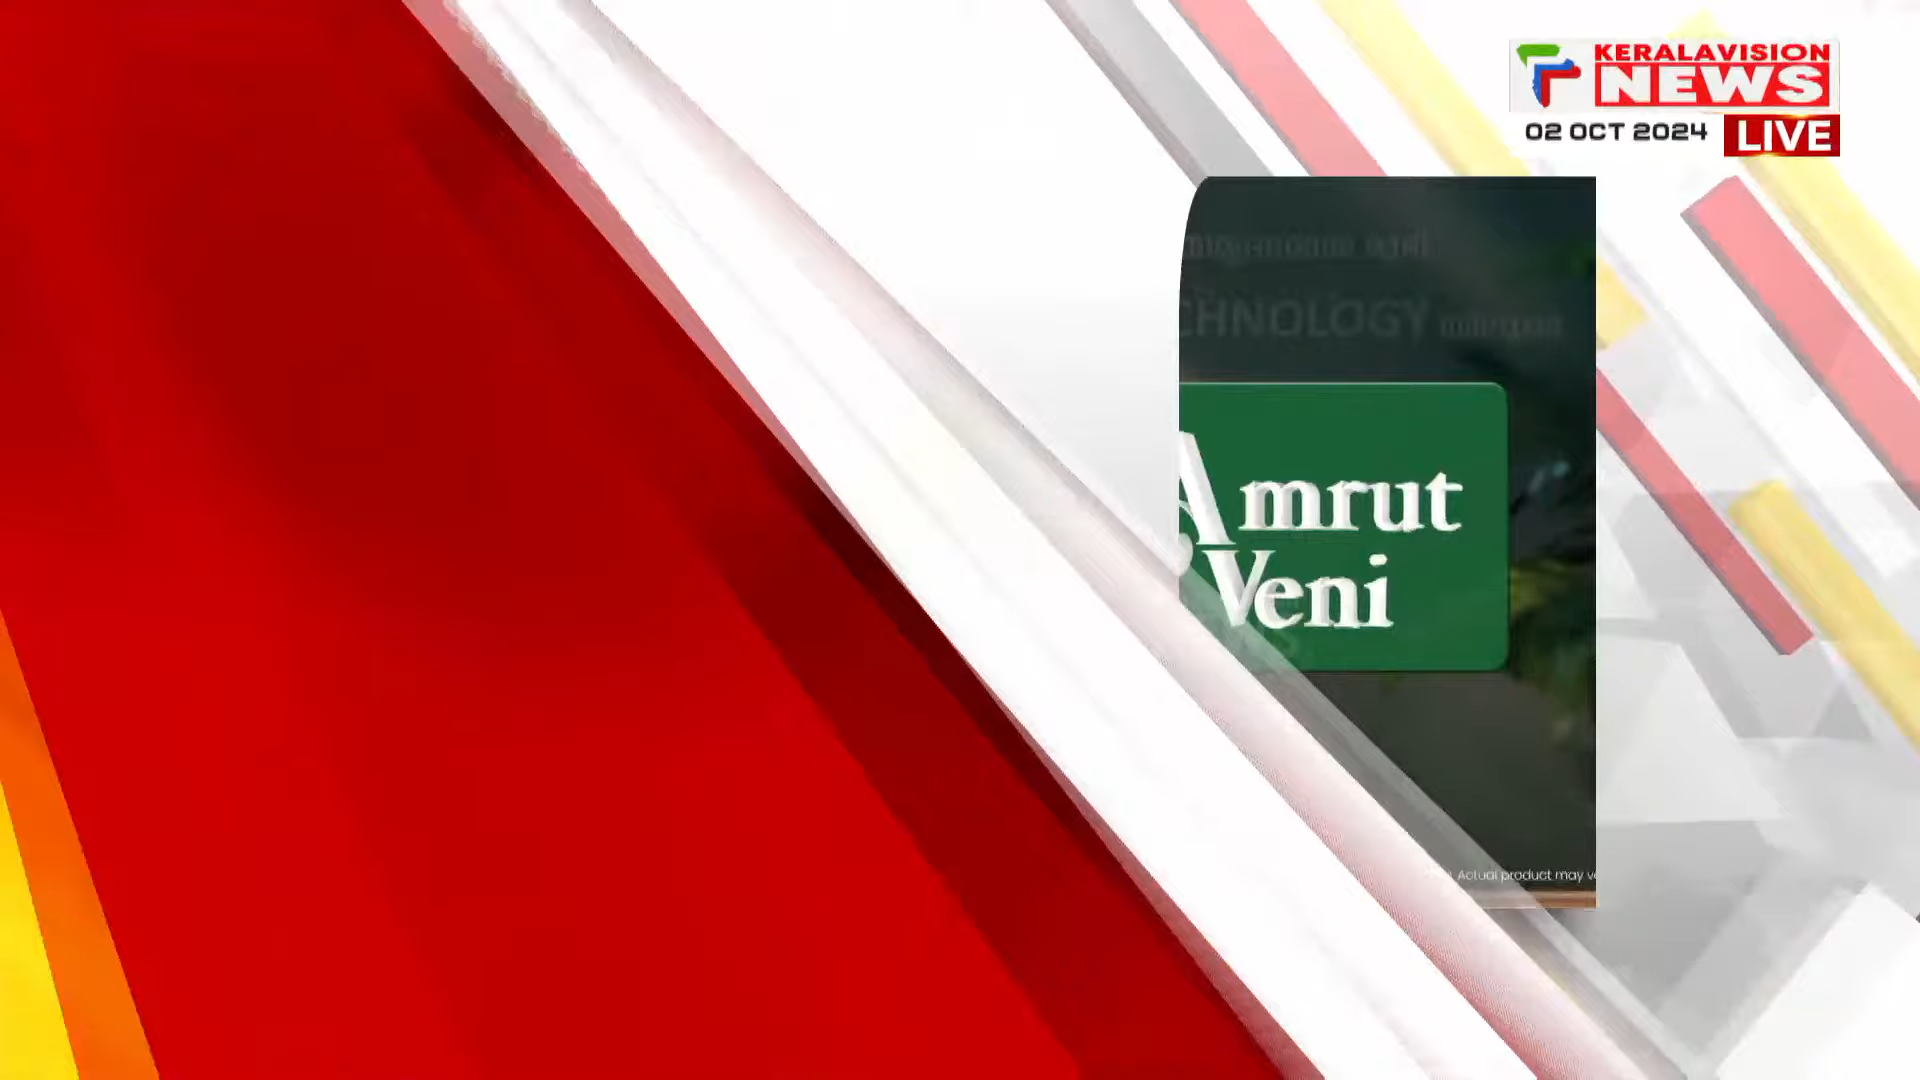 KERALAVISION
NEWS
02 OCT 2024
LIVE
CHNOLOGY
Amrut
Veni
Actual product may